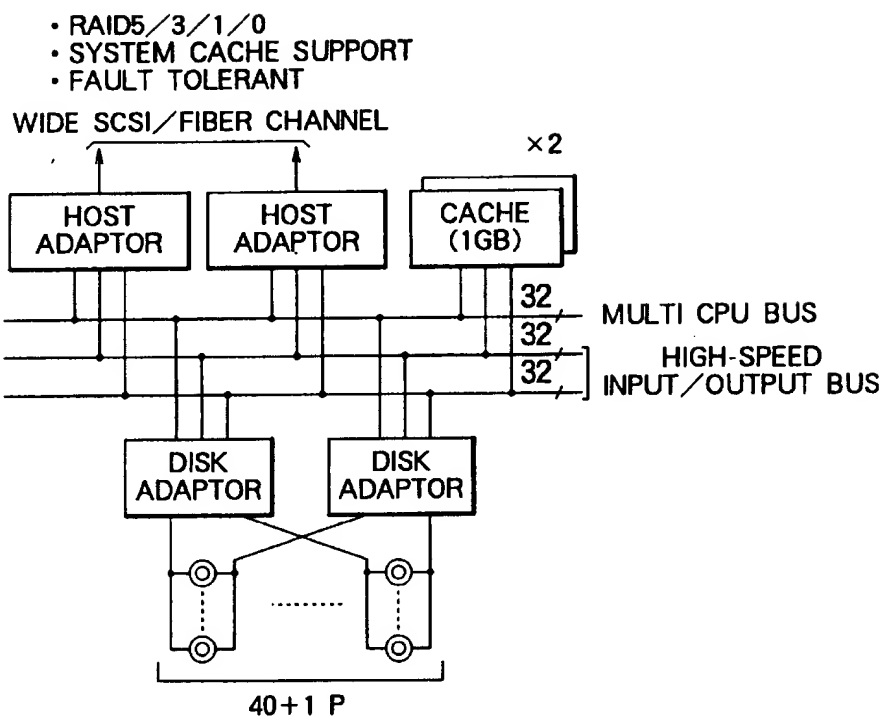 ・RAID5/3/1/0
・SYSTEM CACHE SUPPORT
・FAULT TOLERANT
WIDE SCSI/FIBER CHANNEL
×2
HOST
ADAPTOR
HOST
ADAPTOR
CACHE
(1GB)
32
MULTI CPU BUS
32
HIGH-SPEED
32
INPUT/OUTPUT BUS
DISK
ADAPTOR
DISK
ADAPTOR
40+1 P